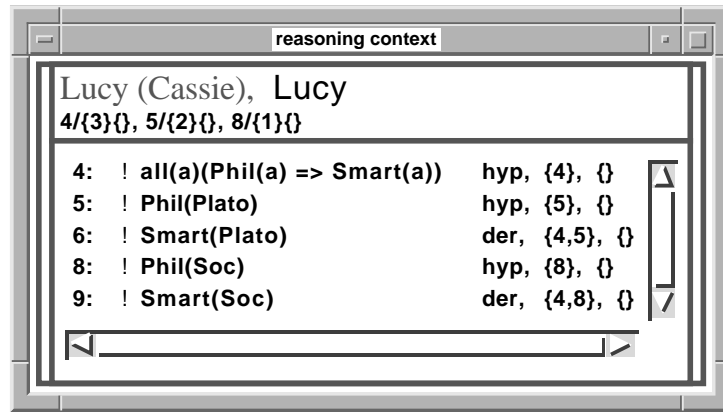 reasoning context
Lucy (Cassie), Lucy
4/{3}{}, 5/{2}{}, 8/{1}{}
4: ! all(a)(Phil(a) => Smart(a)) hyp, {4}, {}
5: ! Phil(Plato) hyp, {5}, {}
6: ! Smart(Plato) der, {4,5}, {}
8: ! Phil(Soc) hyp, {8}, {}
9: ! Smart(Soc) der, {4,8}, {}